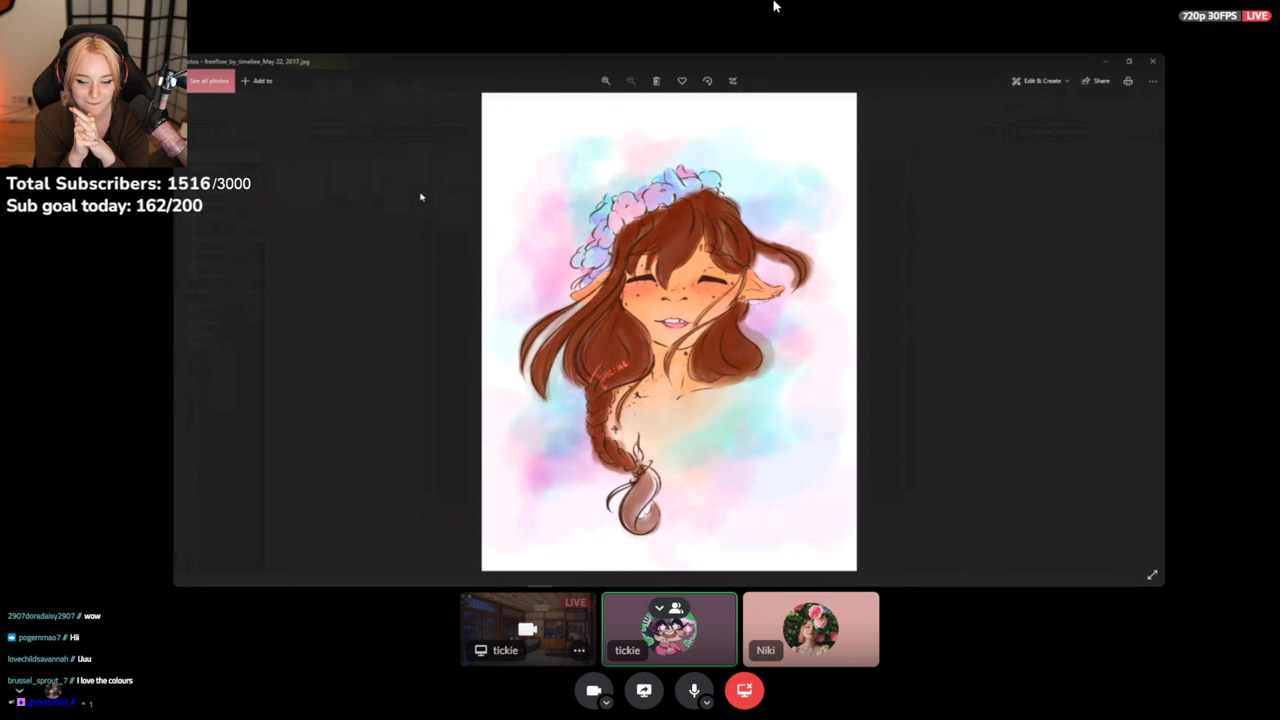 720p 30FPS LIVE
otos - freeflow_by_timeliee_May 22, 2017.jpg
See all photos + Add to
Edit & Create
Share
Total Subscribers: 1516/3000
Sub goal today: 162/200
LIVE
tickie
tickie
Niki
2907doradaisy2907 // wow
pogemmao7 // Hii
lovechildsavannah // Uuu
brussel_sprout_7 // I love the colours
1